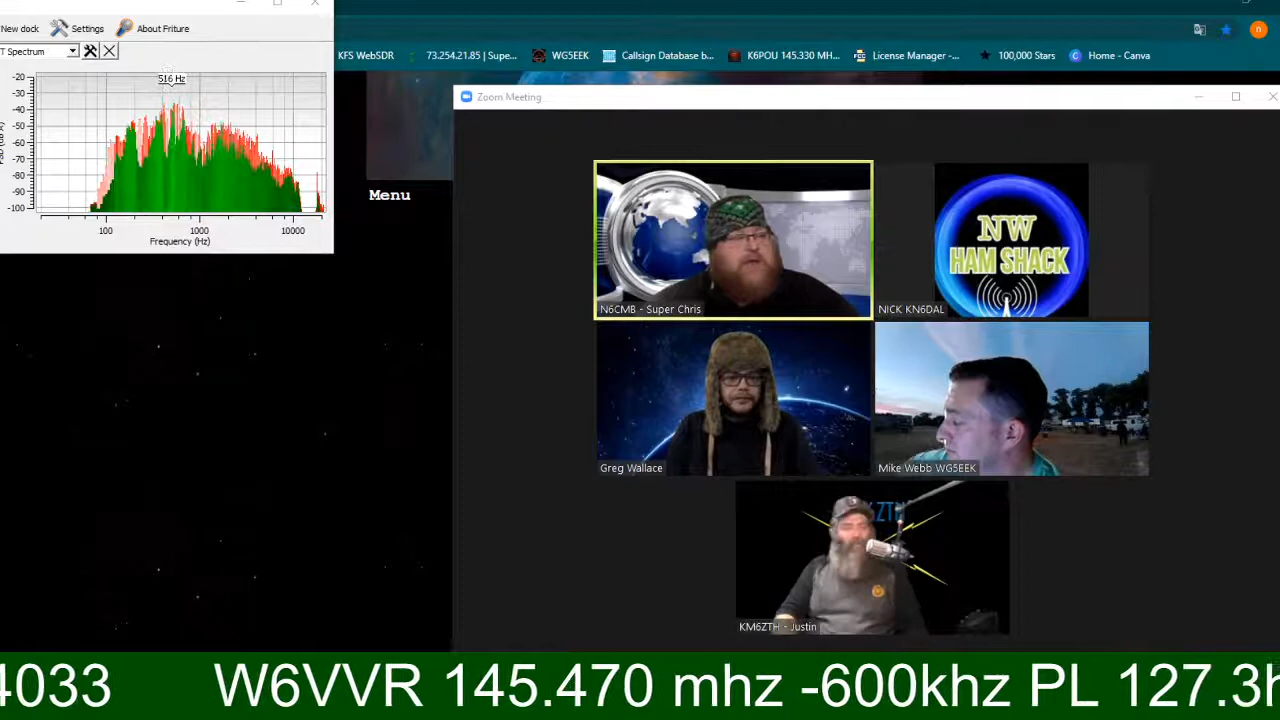 New dock Settings About Friture
T Spectrum
516 Hz
-20
-30
-40
-50
-60
-70
-80
-90
-100
100 1000 10000
Frequency (Hz)
KFS WebSDR 73.254.21.85 | Supe... WG5EEK Callsign Database b... K6POU 145.330 MH... License Manager -... 100,000 Stars Home - Canva
Menu
Zoom Meeting
N6CMB - Super Chris
NW
HAM SHACK
NICK KN6DAL
Greg Wallace
Mike Webb WG5EEK
6ZTH
KM6ZTH - Justin
4033 W6VVR 145.470 mhz -600khz PL 127.3h